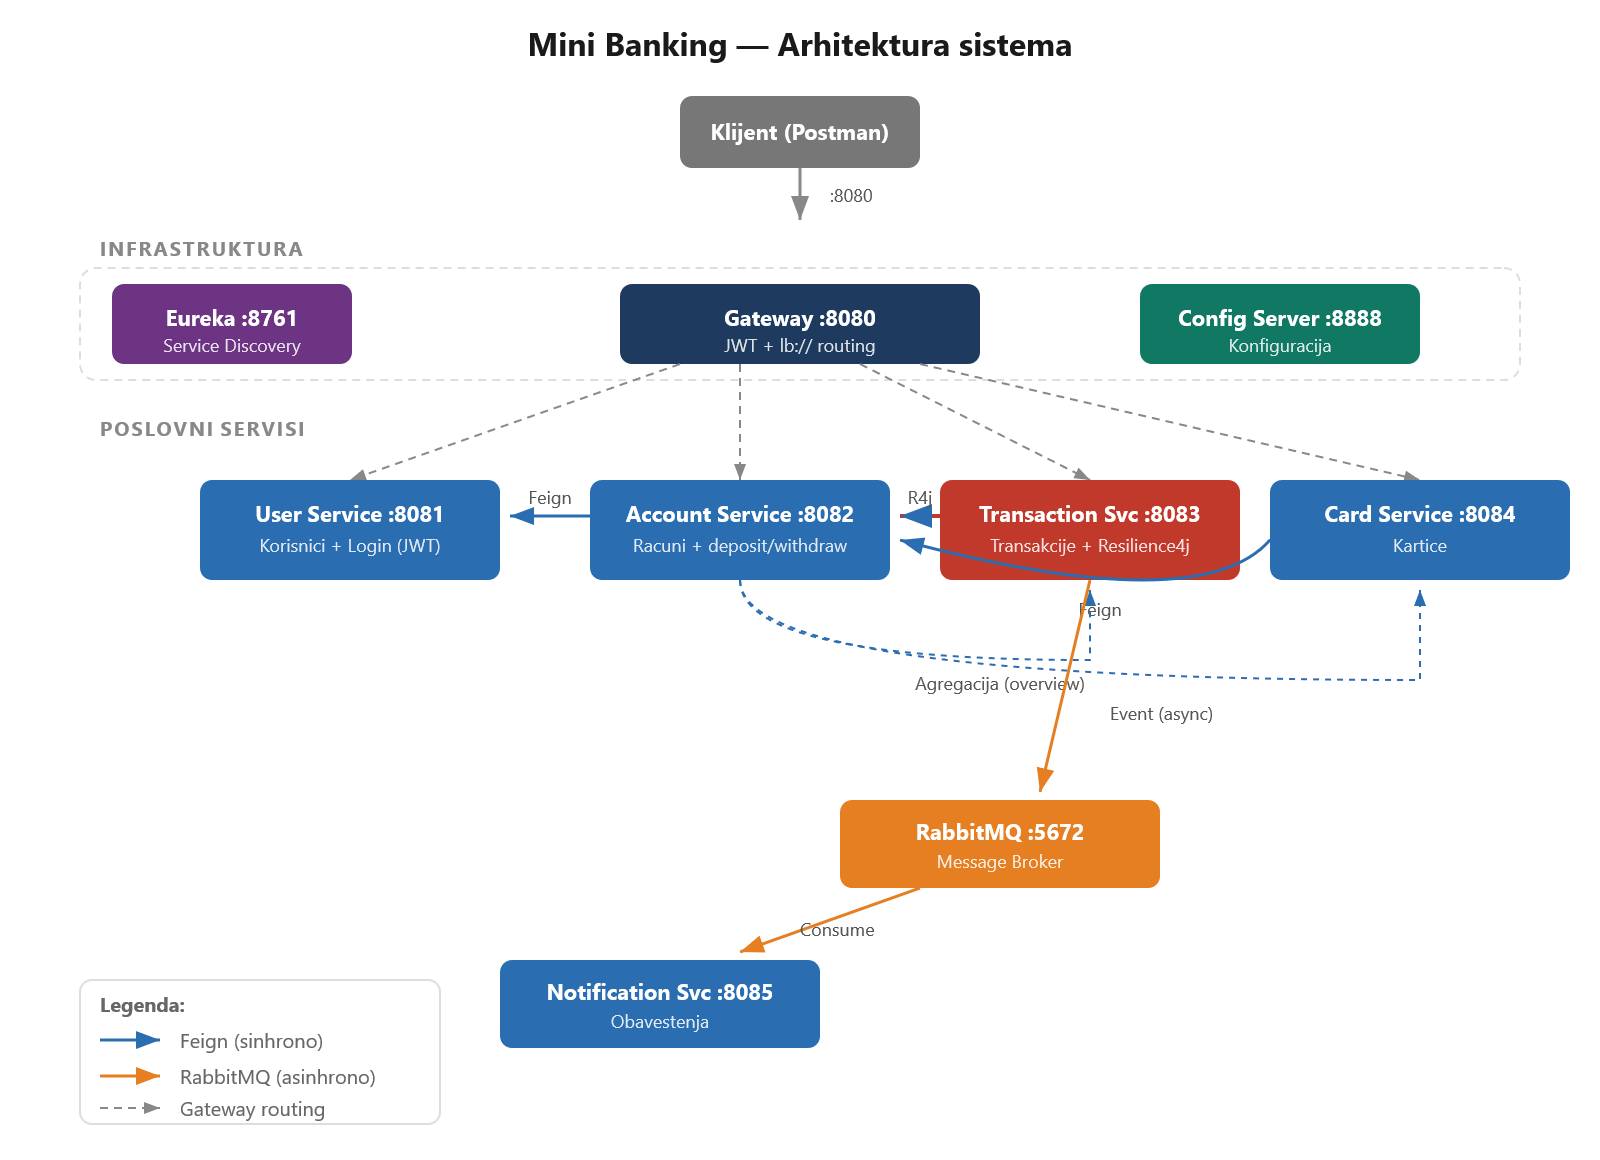 Mini Banking — Arhitektura sistema
Klijent (Postman)
:8080
INFRASTRUKTURA
Eureka :8761
Service Discovery
Gateway :8080
JWT + lb:// routing
Config Server :8888
Konfiguracija
POSLOVNI SERVISI
User Service :8081
Korisnici + Login (JWT)
Feign
Account Service :8082
Racuni + deposit/withdraw
R4j
Transaction Svc :8083
Transakcije + Resilience4j
Card Service :8084
Kartice
Feign
Agregacija (overview)
Event (async)
RabbitMQ :5672
Message Broker
Consume
Notification Svc :8085
Obavestenja
Legenda:
Feign (sinhrono)
RabbitMQ (asinhrono)
Gateway routing